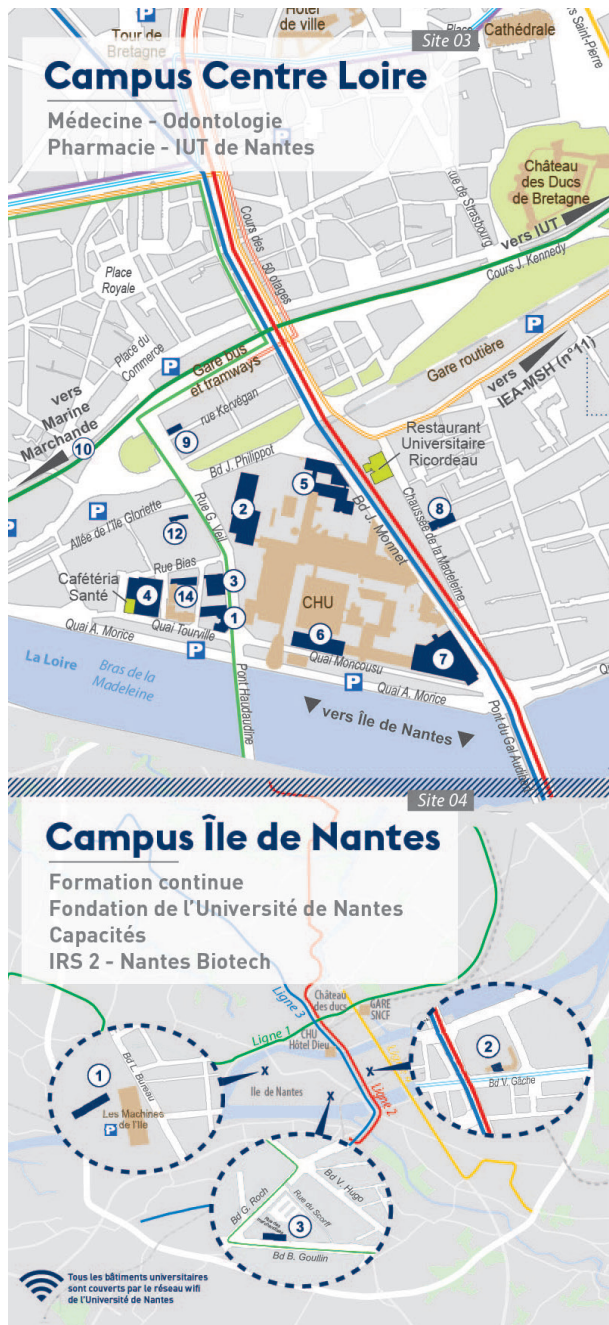 Hôtel
de ville
Tour de
Bretagne
Cathédrale
Place
St-Pierre
Site 03
Campus Centre Loire
Médecine - Odontologie
Pharmacie - IUT de Nantes
Château
des Ducs
de Bretagne
Rue de Strasbourg
vers IUT
Cours J. Kennedy
Cours des
50 otages
Place
Royale
Place du
Commerce
Gare bus
et tramways
Gare routière
vers
IEA-MSH (n°11)
vers
Marine
Marchande
10
rue Kervégan
9
Restaurant
Universitaire
Ricordeau
Bd J. Philippot
5
2
8
Bd J. Monnet
Chaussée de la Madeleine
Allée de l'Ile Gloriette
12
Rue G. Veil
Rue Bias
Cafétéria
Santé
4
14
3
1
CHU
6
7
Quai A. Morice
Quai Tourville
Quai Moncousu
Quai A. Morice
La Loire
Bras de la
Madeleine
Pont Haudaudine
vers Île de Nantes
Pont du Gal Audibert
P
P
P
P
P
P
P
P
Site 04
Campus Île de Nantes
Formation continue
Fondation de l'Université de Nantes
Capacités
IRS 2 - Nantes Biotech
Ligne 3
Château
des ducs
GARE
SNCF
Ligne 1
CHU
Hôtel Dieu
Ile de Nantes
Ligne 2
1
Bd L. Bureau
Les Machines
de l'Ile
P
2
Bd V. Gâche
Bd G. Roch
Bd V. Hugo
Rue du Scorff
3
Bd B. Goullin
Tous les bâtiments universitaires
sont couverts par le réseau wifi
de l'Université de Nantes